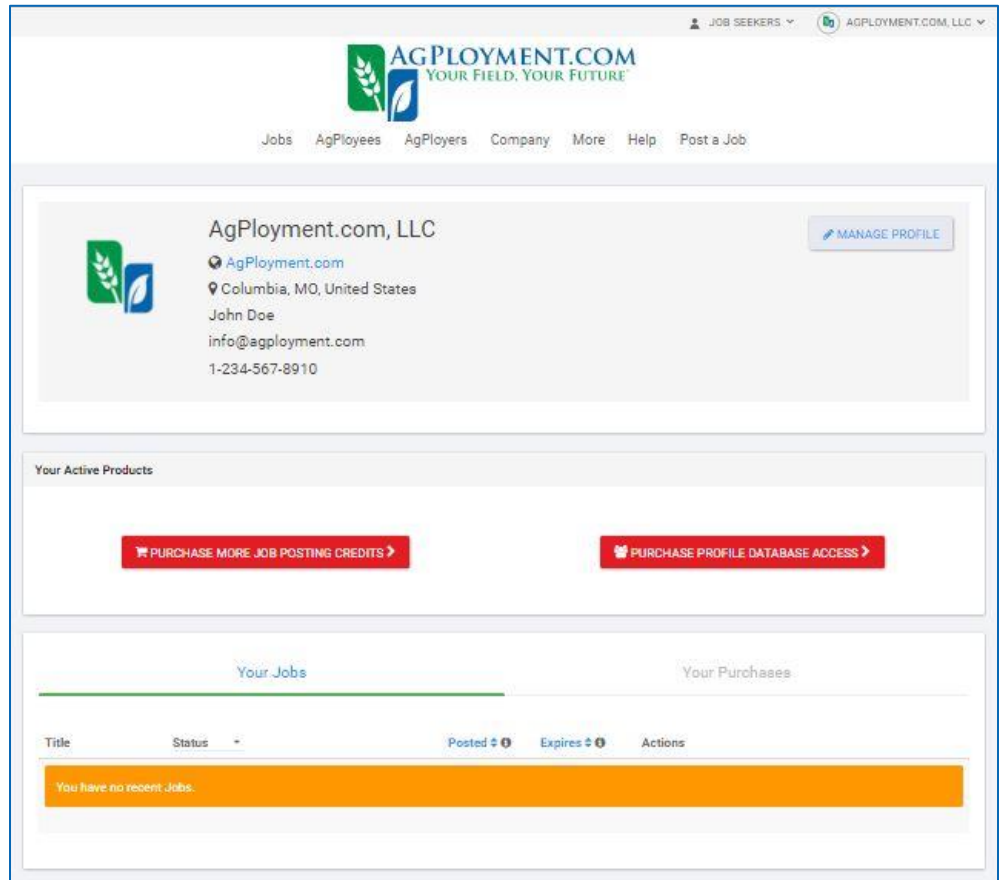 JOB SEEKERS AGPLOYMENT.COM, LLC
AGPLOYMENT.COM
YOUR FIELD. YOUR FUTURE
Jobs AgPloyees AgPloyers Company More Help Post a Job
AgPloyment.com, LLC
MANAGE PROFILE
AgPloyment.com
Columbia, MO, United States
John Doe
info@agployment.com
1-234-567-8910
Your Active Products
PURCHASE MORE JOB POSTING CREDITS PURCHASE PROFILE DATABASE ACCESS
Your Jobs Your Purchases
Title Status Posted Expires Actions
You have no recent Jobs.